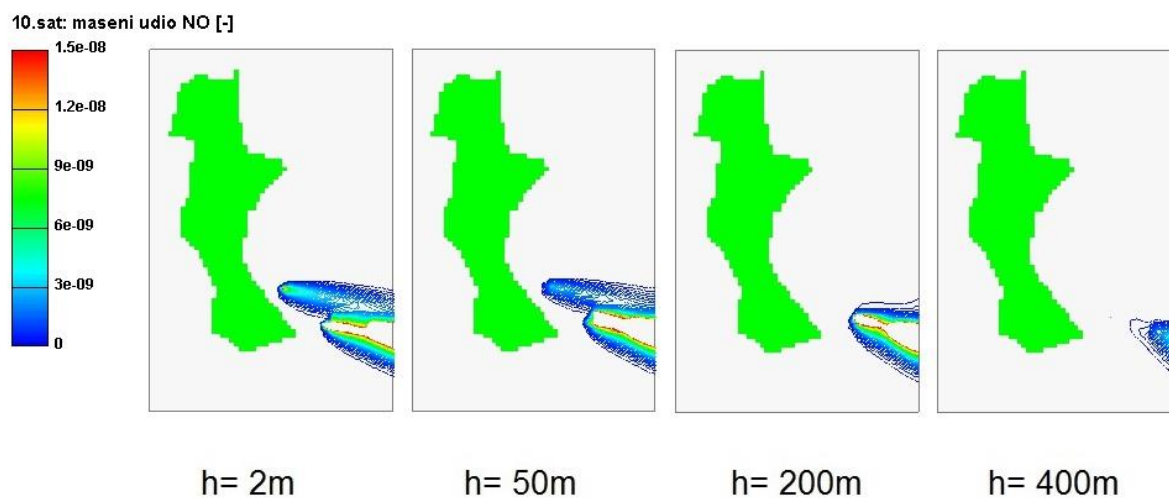 10.sat: maseni udio NO [-]
1.5e-08
1.2e-08
9e-09
6e-09
3e-09
0
h= 2m
h= 50m
h= 200m
h= 400m